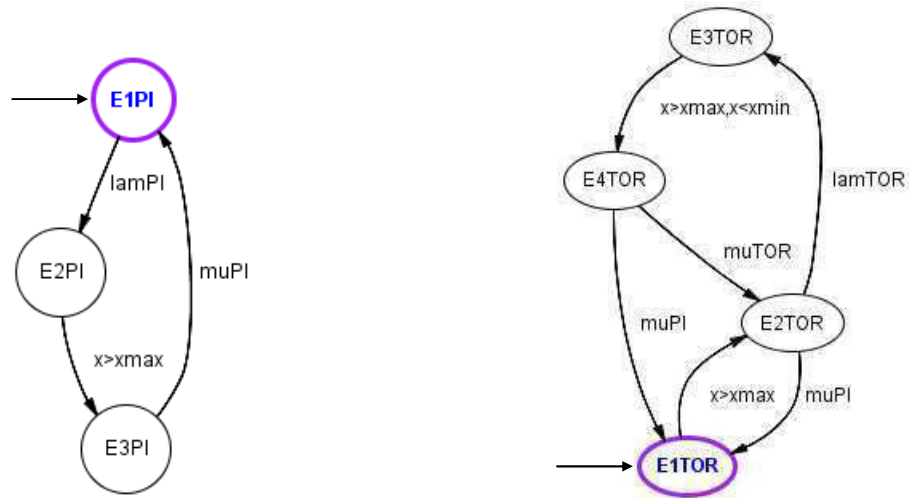 E1PI
lamPI
E2PI
muPI
x>xmax
E3PI
E3TOR
x>xmax,x<xmin
E4TOR
lamTOR
muTOR
muPI
E2TOR
x>xmax
muPI
E1TOR